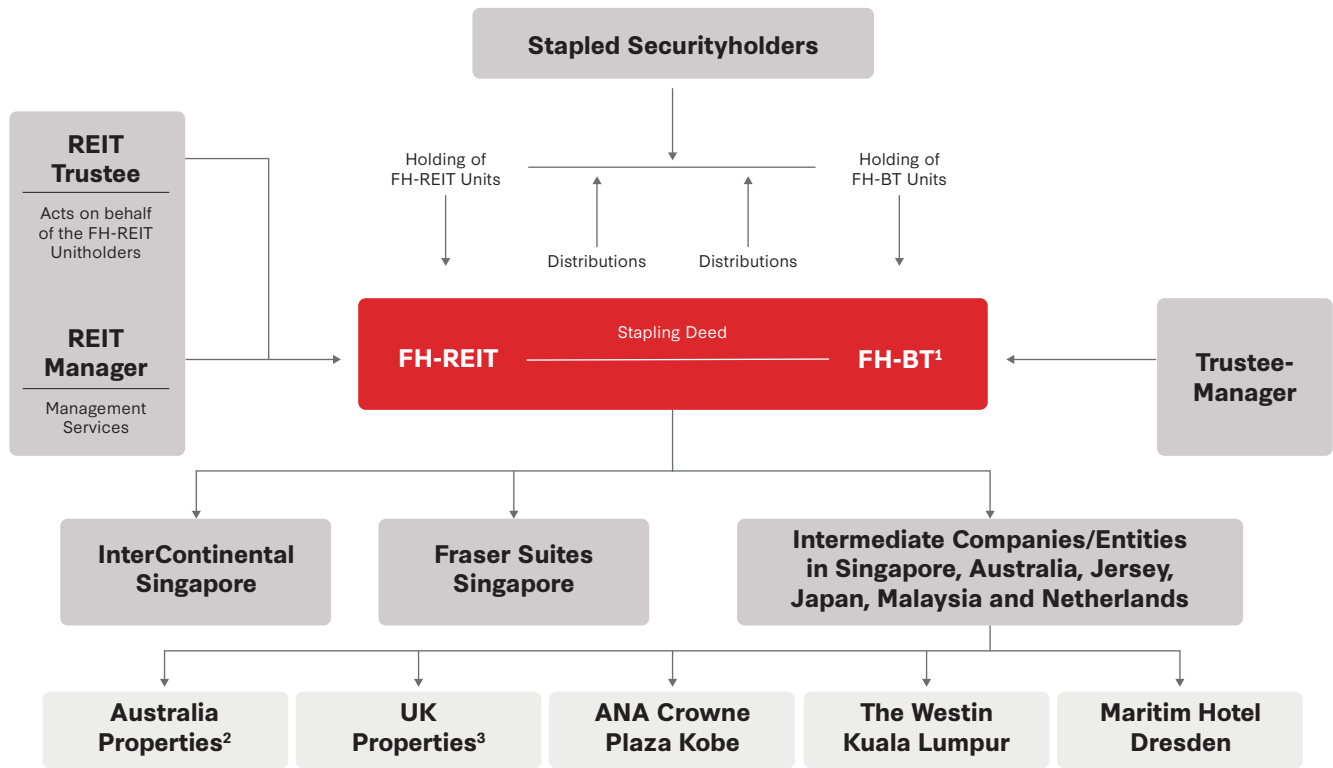 Stapled Securityholders
REIT
Trustee
Acts on behalf
of the FH-REIT
Unitholders
REIT
Manager
Management
Services
Holding of
FH-REIT Units
Holding of
FH-BT Units
Distributions
Distributions
Stapling Deed
FH-REIT
FH-BT¹
Trustee-
Manager
InterContinental
Singapore
Fraser Suites
Singapore
Intermediate Companies/Entities
in Singapore, Australia, Jersey,
Japan, Malaysia and Netherlands
Australia
Properties²
UK
Properties³
ANA Crowne
Plaza Kobe
The Westin
Kuala Lumpur
Maritim Hotel
Dresden